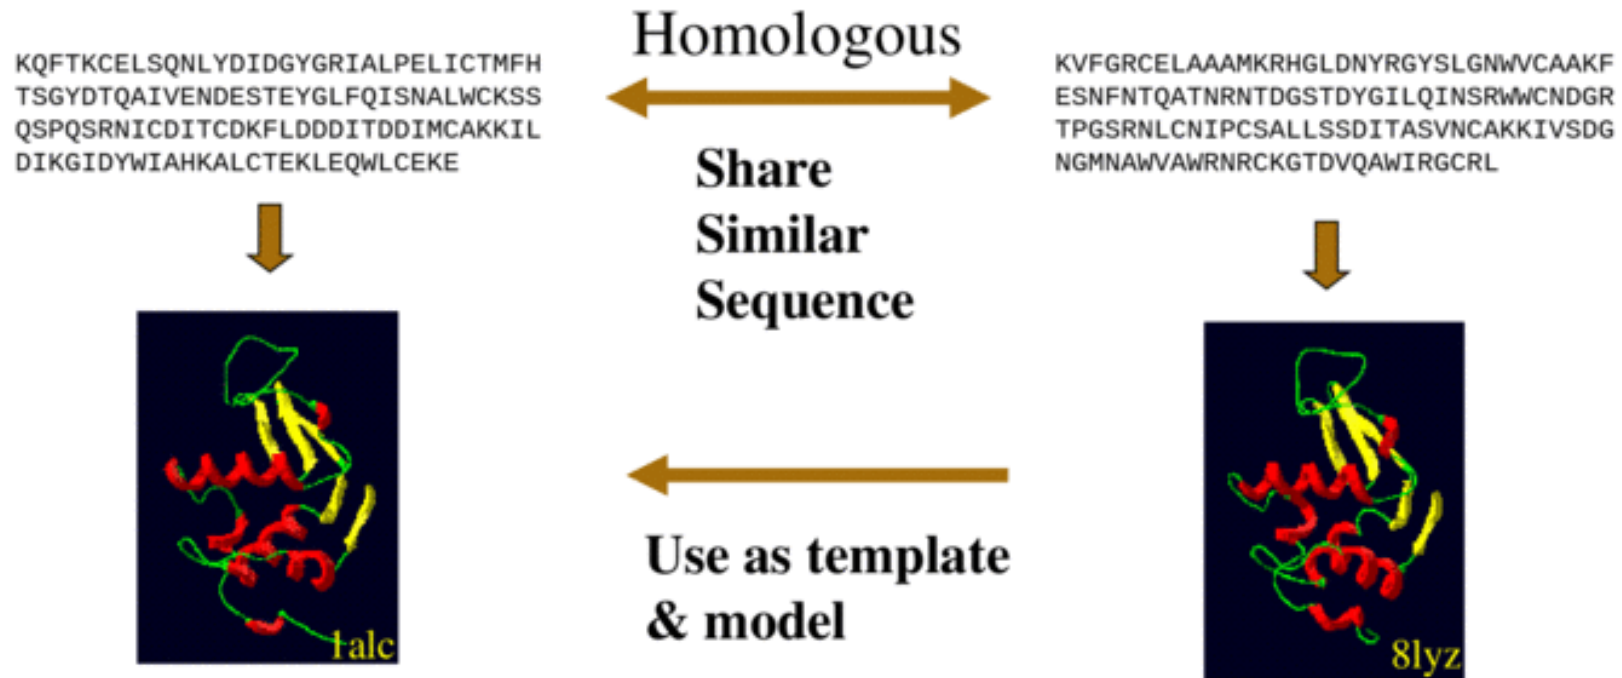 Homologous
KQFTKCELSQNLYDIDGYGRIALPELICTMFH
TSGYDTQAIVENDESTEYGLFQISNALWCKSS
QSPQSRNICDITCDKFLDDDITDDIMCAKKIL
DIKGIDYWIAHKALCTEKLEQWLCEKE
KVFGRCELAAAMKRHGLDNYRGYSLGNWVCAAKF
ESNFNTQATNRNTDGSTDYGILQINSRWWCNDGR
TPGSRNLCNIPCSALLSSDITASVNCAKKIVSDG
NGMNAWVAWRNRCKGTDVQAWIRGCRL
Share
Similar
Sequence
Use as template
& model
1alc
8lyz